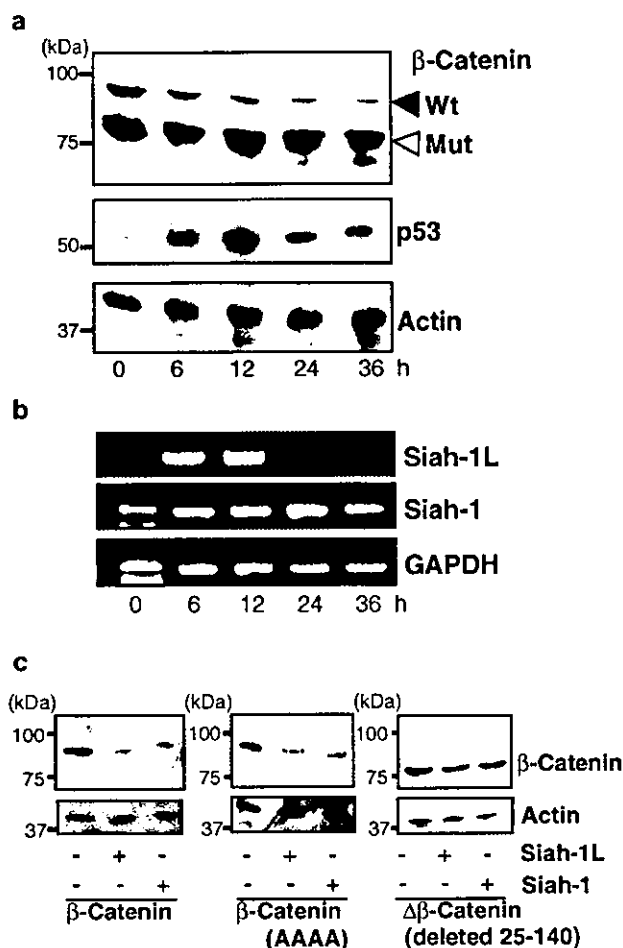 a
(kDa)
100
β-Catenin
Wt
75
Mut
50
p53
37
Actin
0 6 12 24 36 h
b
Siah-1L
Siah-1
GAPDH
0 6 12 24 36 h
c
(kDa) (kDa) (kDa)
100 100 100
β-Catenin
75 75 75
37 37 37 Actin
- + - - + - - + - Siah-1L
- - + - - + - - + Siah-1
β-Catenin β-Catenin Δβ-Catenin
(AAAA) (deleted 25-140)